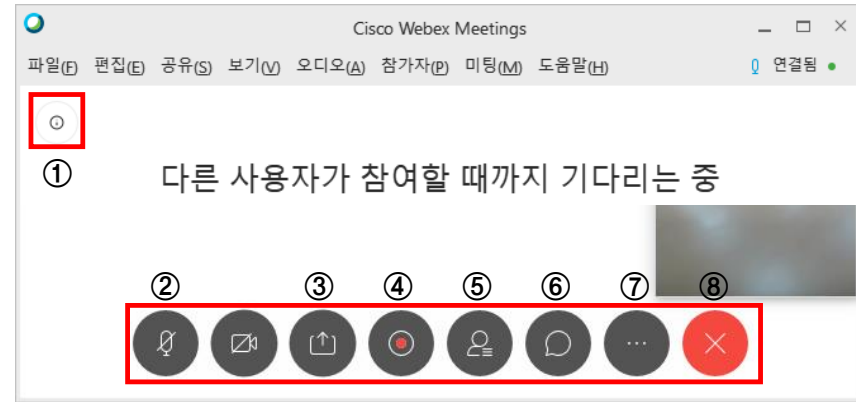 Cisco Webex Meetings
파일(F) 편집(E) 공유(S) 보기(V) 오디오(A) 참가자(P) 미팅(M) 도움말(H) 연결됨
①
다른 사용자가 참여할 때까지 기다리는 중
② ③ ④ ⑤ ⑥ ⑦ ⑧